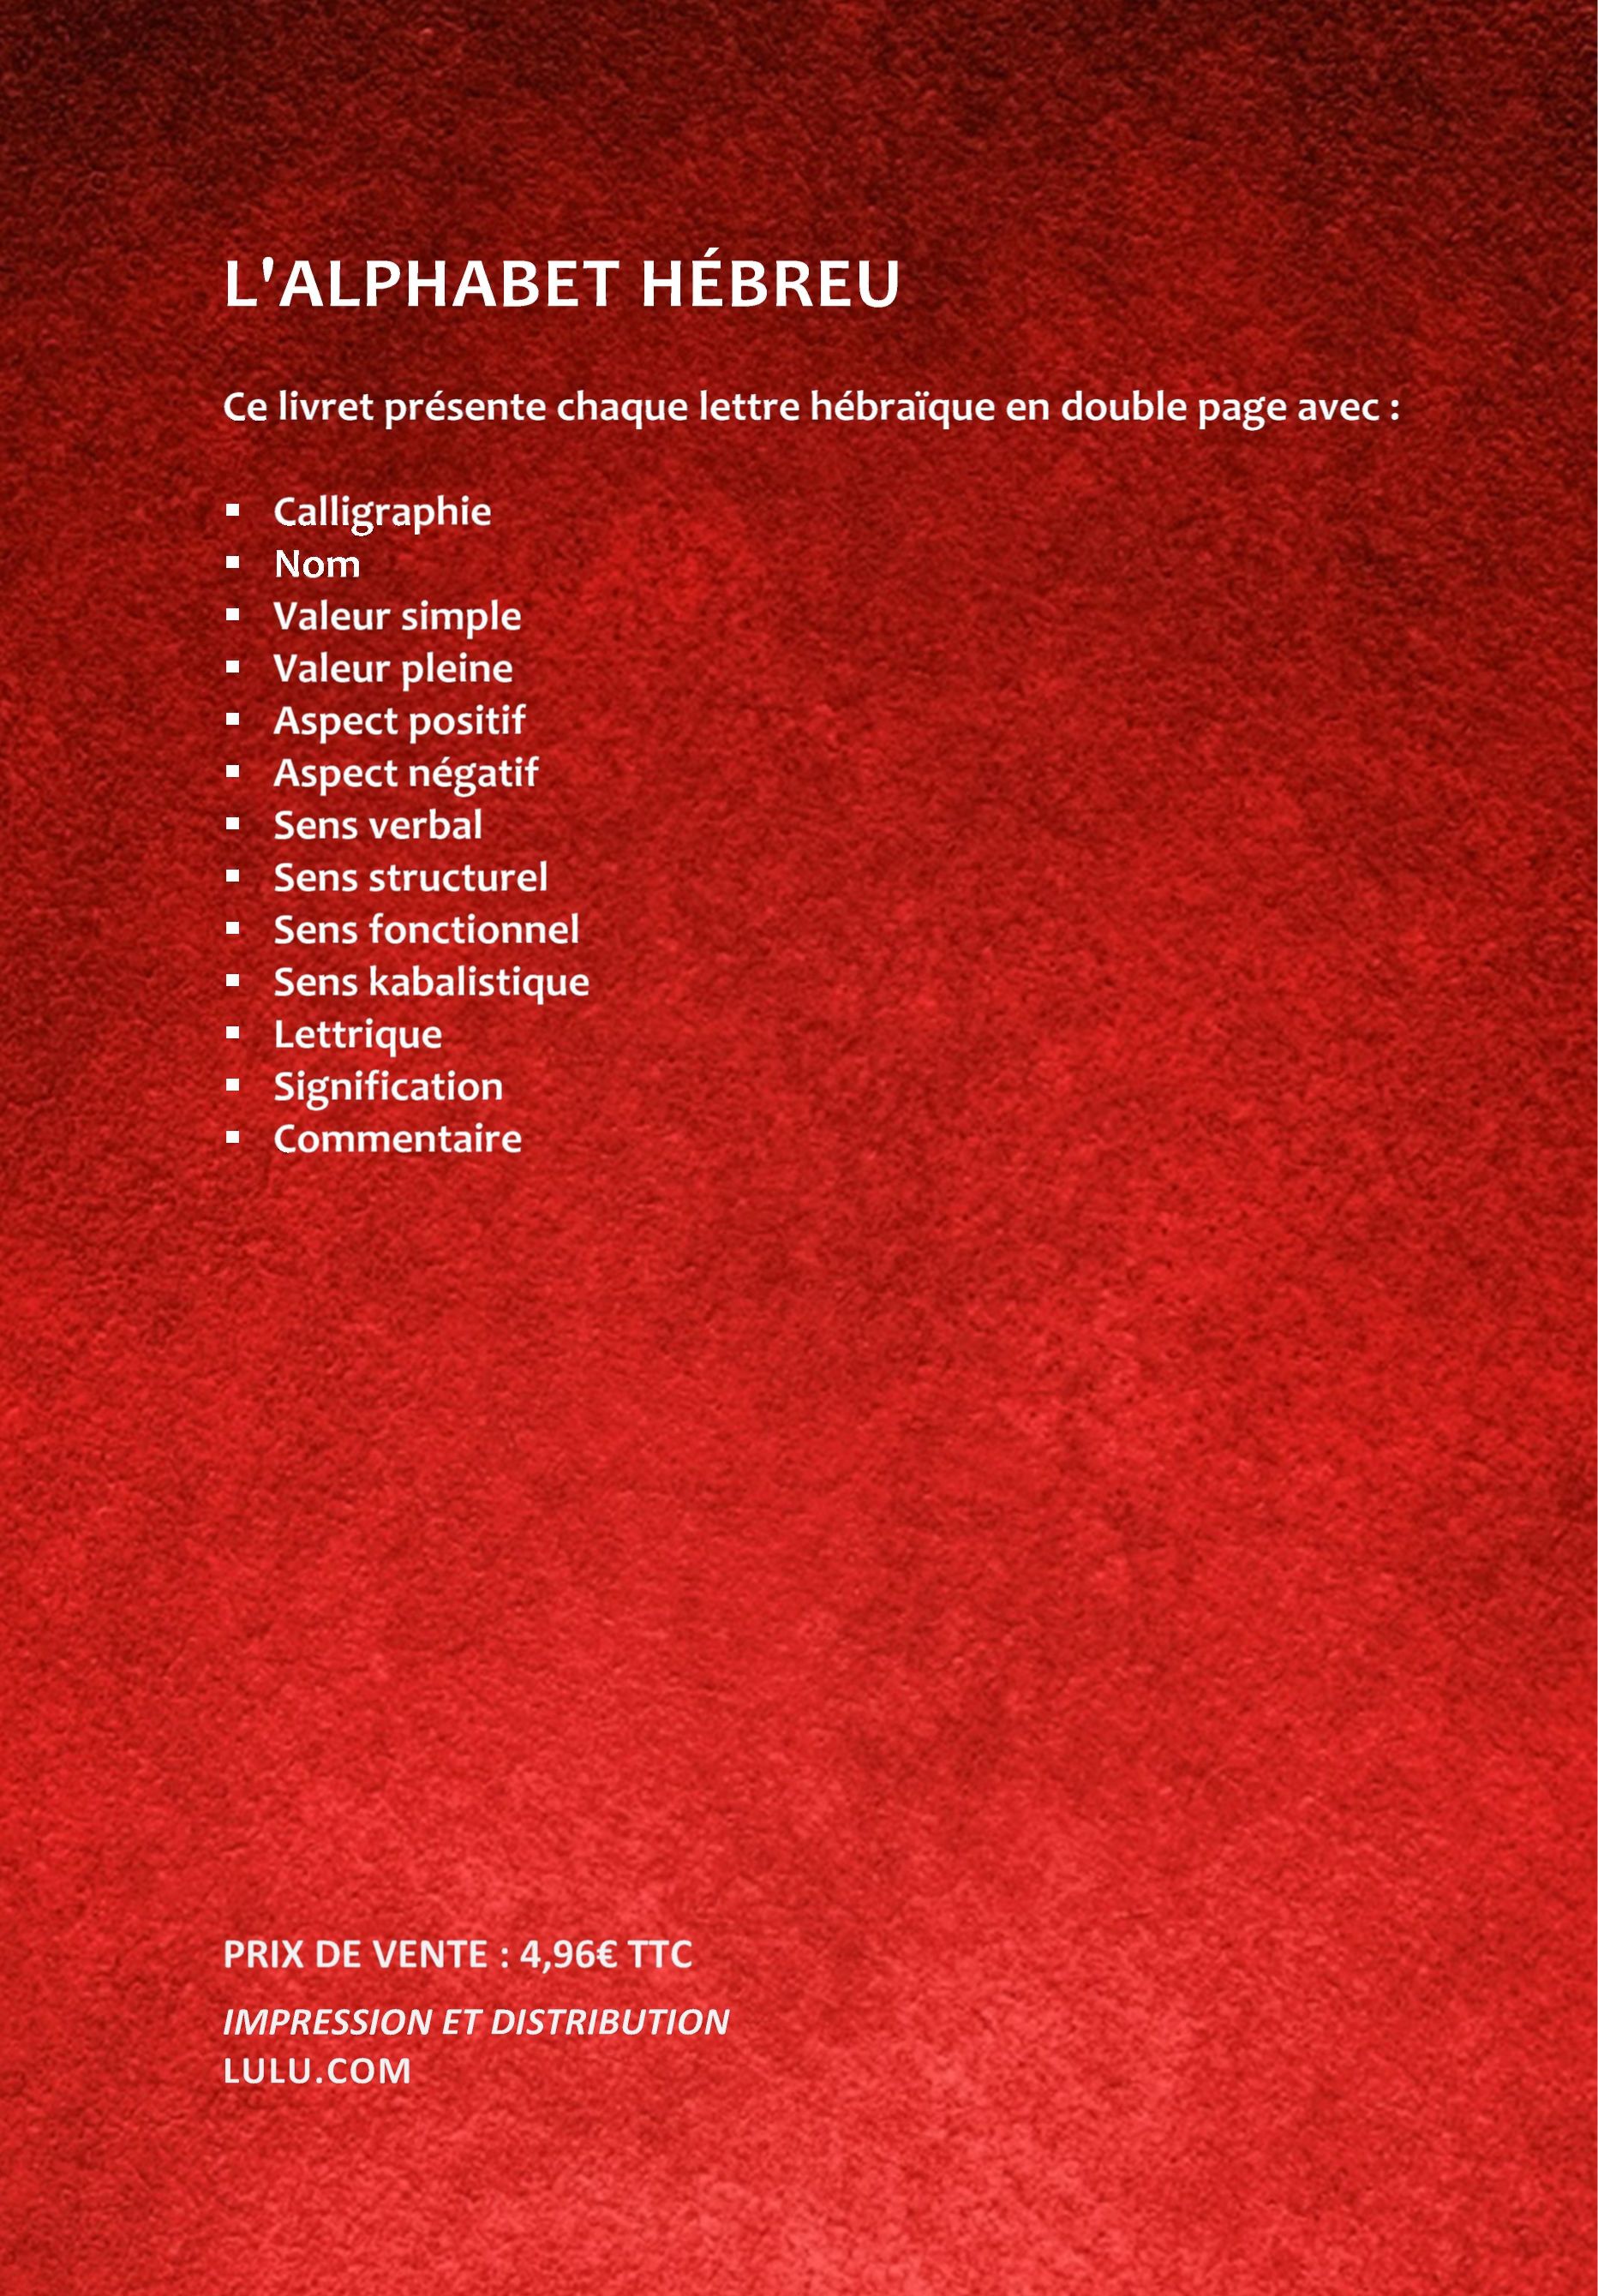 L'ALPHABET HÉBREU
Ce livret présente chaque lettre hébraïque en double page avec :
▪ Calligraphie
▪ Nom
▪ Valeur simple
▪ Valeur pleine
▪ Aspect positif
▪ Aspect négatif
▪ Sens verbal
▪ Sens structurel
▪ Sens fonctionnel
▪ Sens kabalistique
▪ Lettrique
▪ Signification
▪ Commentaire
PRIX DE VENTE : 4,96€ TTC
IMPRESSION ET DISTRIBUTION
LULU.COM